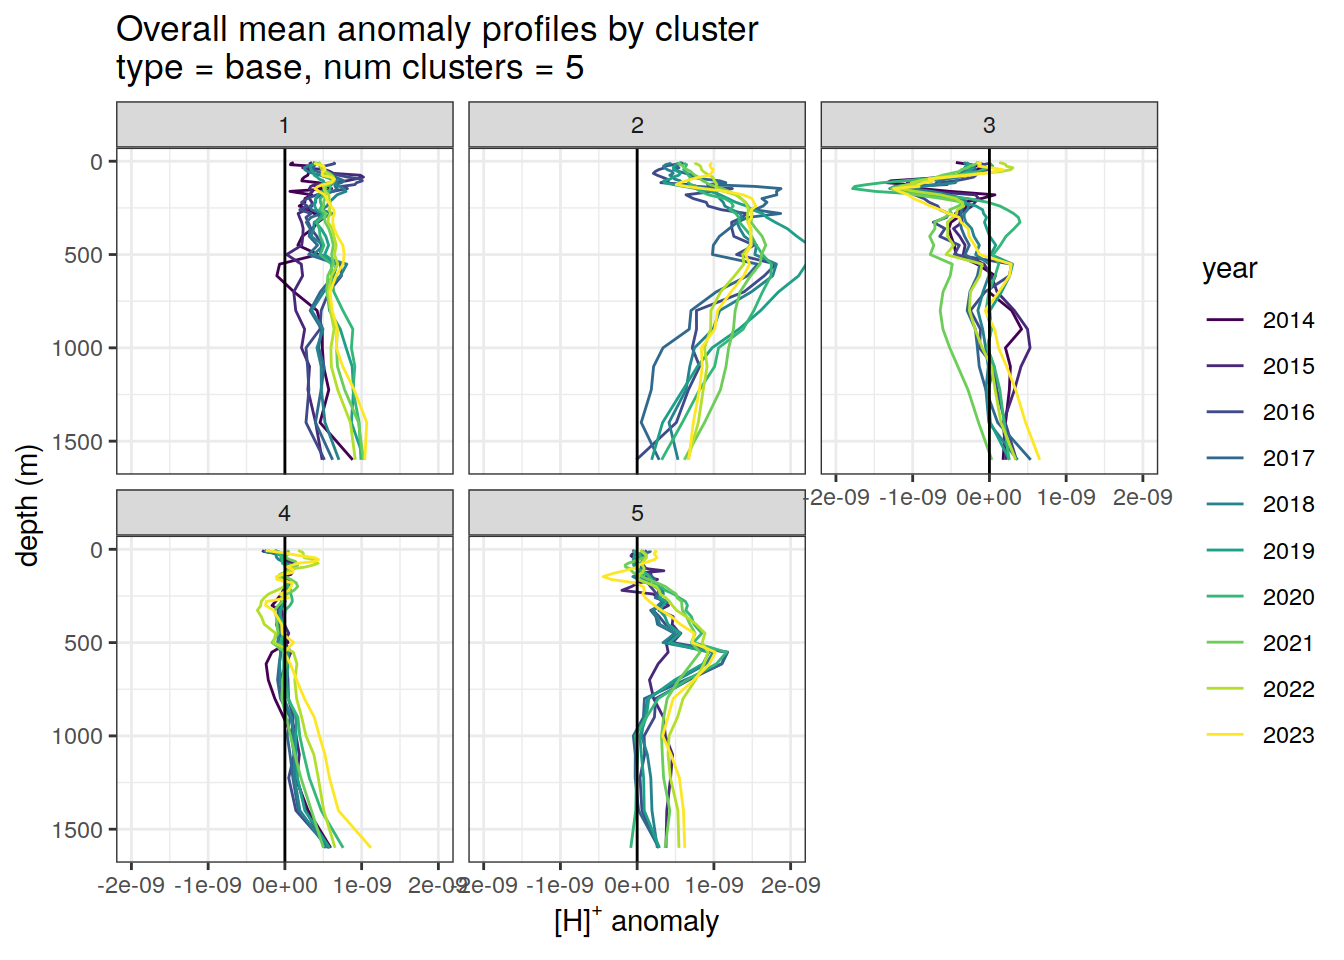 Overall mean anomaly profiles by cluster
type = base, num clusters = 5
1
2
3
0
500
1000
1500
-2e-09 -1e-09 0e+00 1e-09 2e-09
4
5
0
500
1000
1500
-2e-09 -1e-09 0e+00 1e-09 2e-09
-2e-09 -1e-09 0e+00 1e-09 2e-09
depth (m)
[H]⁺ anomaly
year
2014
2015
2016
2017
2018
2019
2020
2021
2022
2023